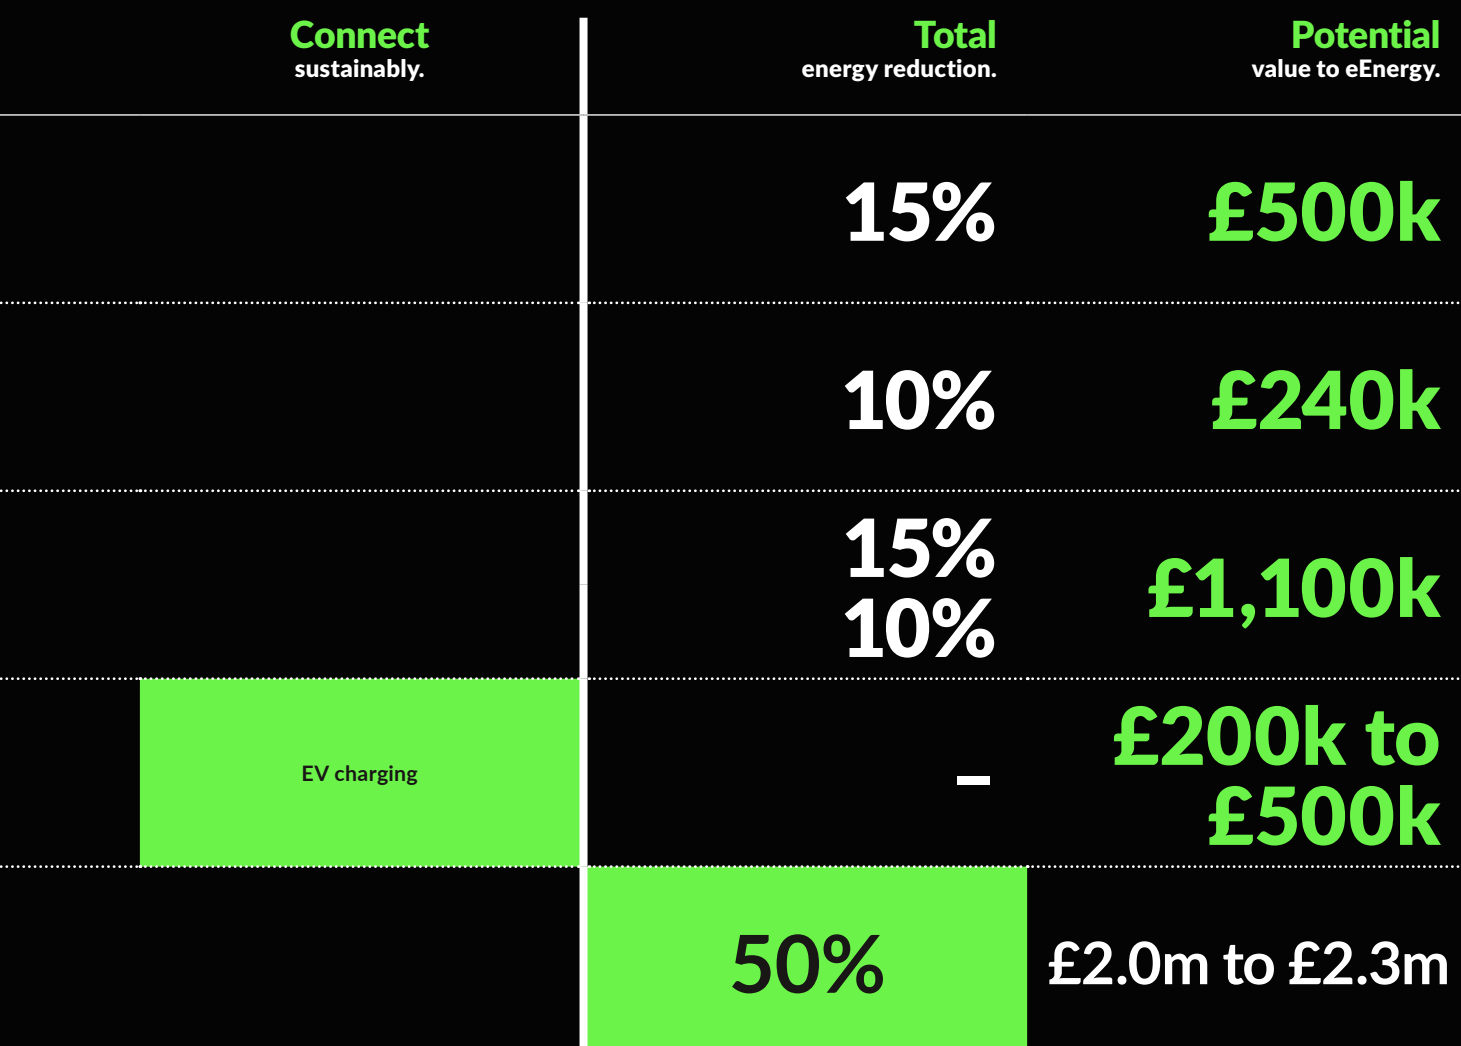 Connect
sustainably.
Total
energy reduction.
Potential
value to eEnergy.
15%
£500k
10%
£240k
15%
10%
£1,100k
EV charging
–
£200k to
£500k
50%
£2.0m to £2.3m